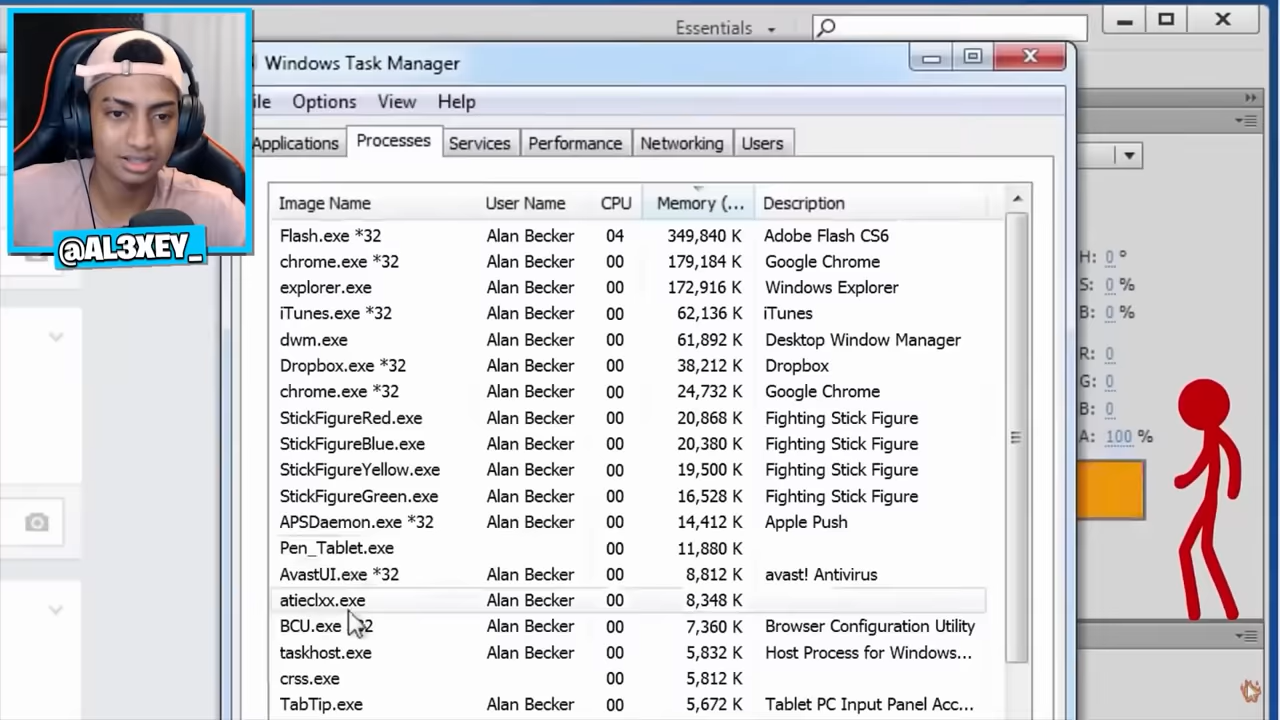 Essentials
Windows Task Manager
ile Options View Help
Applications Processes Services Performance Networking Users
Image Name User Name CPU Memory (... Description
Flash.exe *32 Alan Becker 04 349,840 K Adobe Flash CS6
chrome.exe *32 Alan Becker 00 179,184 K Google Chrome
explorer.exe Alan Becker 00 172,916 K Windows Explorer
iTunes.exe *32 Alan Becker 00 62,136 K iTunes
dwm.exe Alan Becker 00 61,892 K Desktop Window Manager
Dropbox.exe *32 Alan Becker 00 38,212 K Dropbox
chrome.exe *32 Alan Becker 00 24,732 K Google Chrome
StickFigureRed.exe Alan Becker 00 20,868 K Fighting Stick Figure
StickFigureBlue.exe Alan Becker 00 20,380 K Fighting Stick Figure
StickFigureYellow.exe Alan Becker 00 19,500 K Fighting Stick Figure
StickFigureGreen.exe Alan Becker 00 16,528 K Fighting Stick Figure
APSDaemon.exe *32 Alan Becker 00 14,412 K Apple Push
Pen_Tablet.exe 00 11,880 K
AvastUI.exe *32 Alan Becker 00 8,812 K avast! Antivirus
atieclxx.exe Alan Becker 00 8,348 K
BCU.exe 2 Alan Becker 00 7,360 K Browser Configuration Utility
taskhost.exe Alan Becker 00 5,832 K Host Process for Windows...
crss.exe 00 5,812 K
TabTip.exe Alan Becker 00 5,672 K Tablet PC Input Panel Acc...
@AL3XEY_
H: 0 °
S: 0 %
B: 0 %
R: 0
G: 0
B: 0
A: 100 %